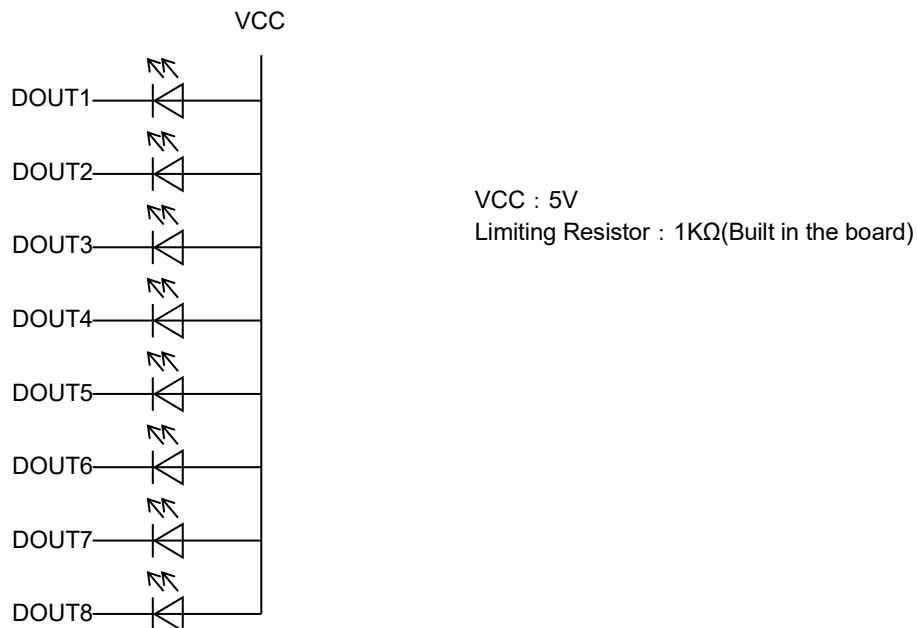 VCC
DOUT1
DOUT2
DOUT3
DOUT4
DOUT5
DOUT6
DOUT7
DOUT8
VCC：5V
Limiting Resistor：1KΩ(Built in the board)